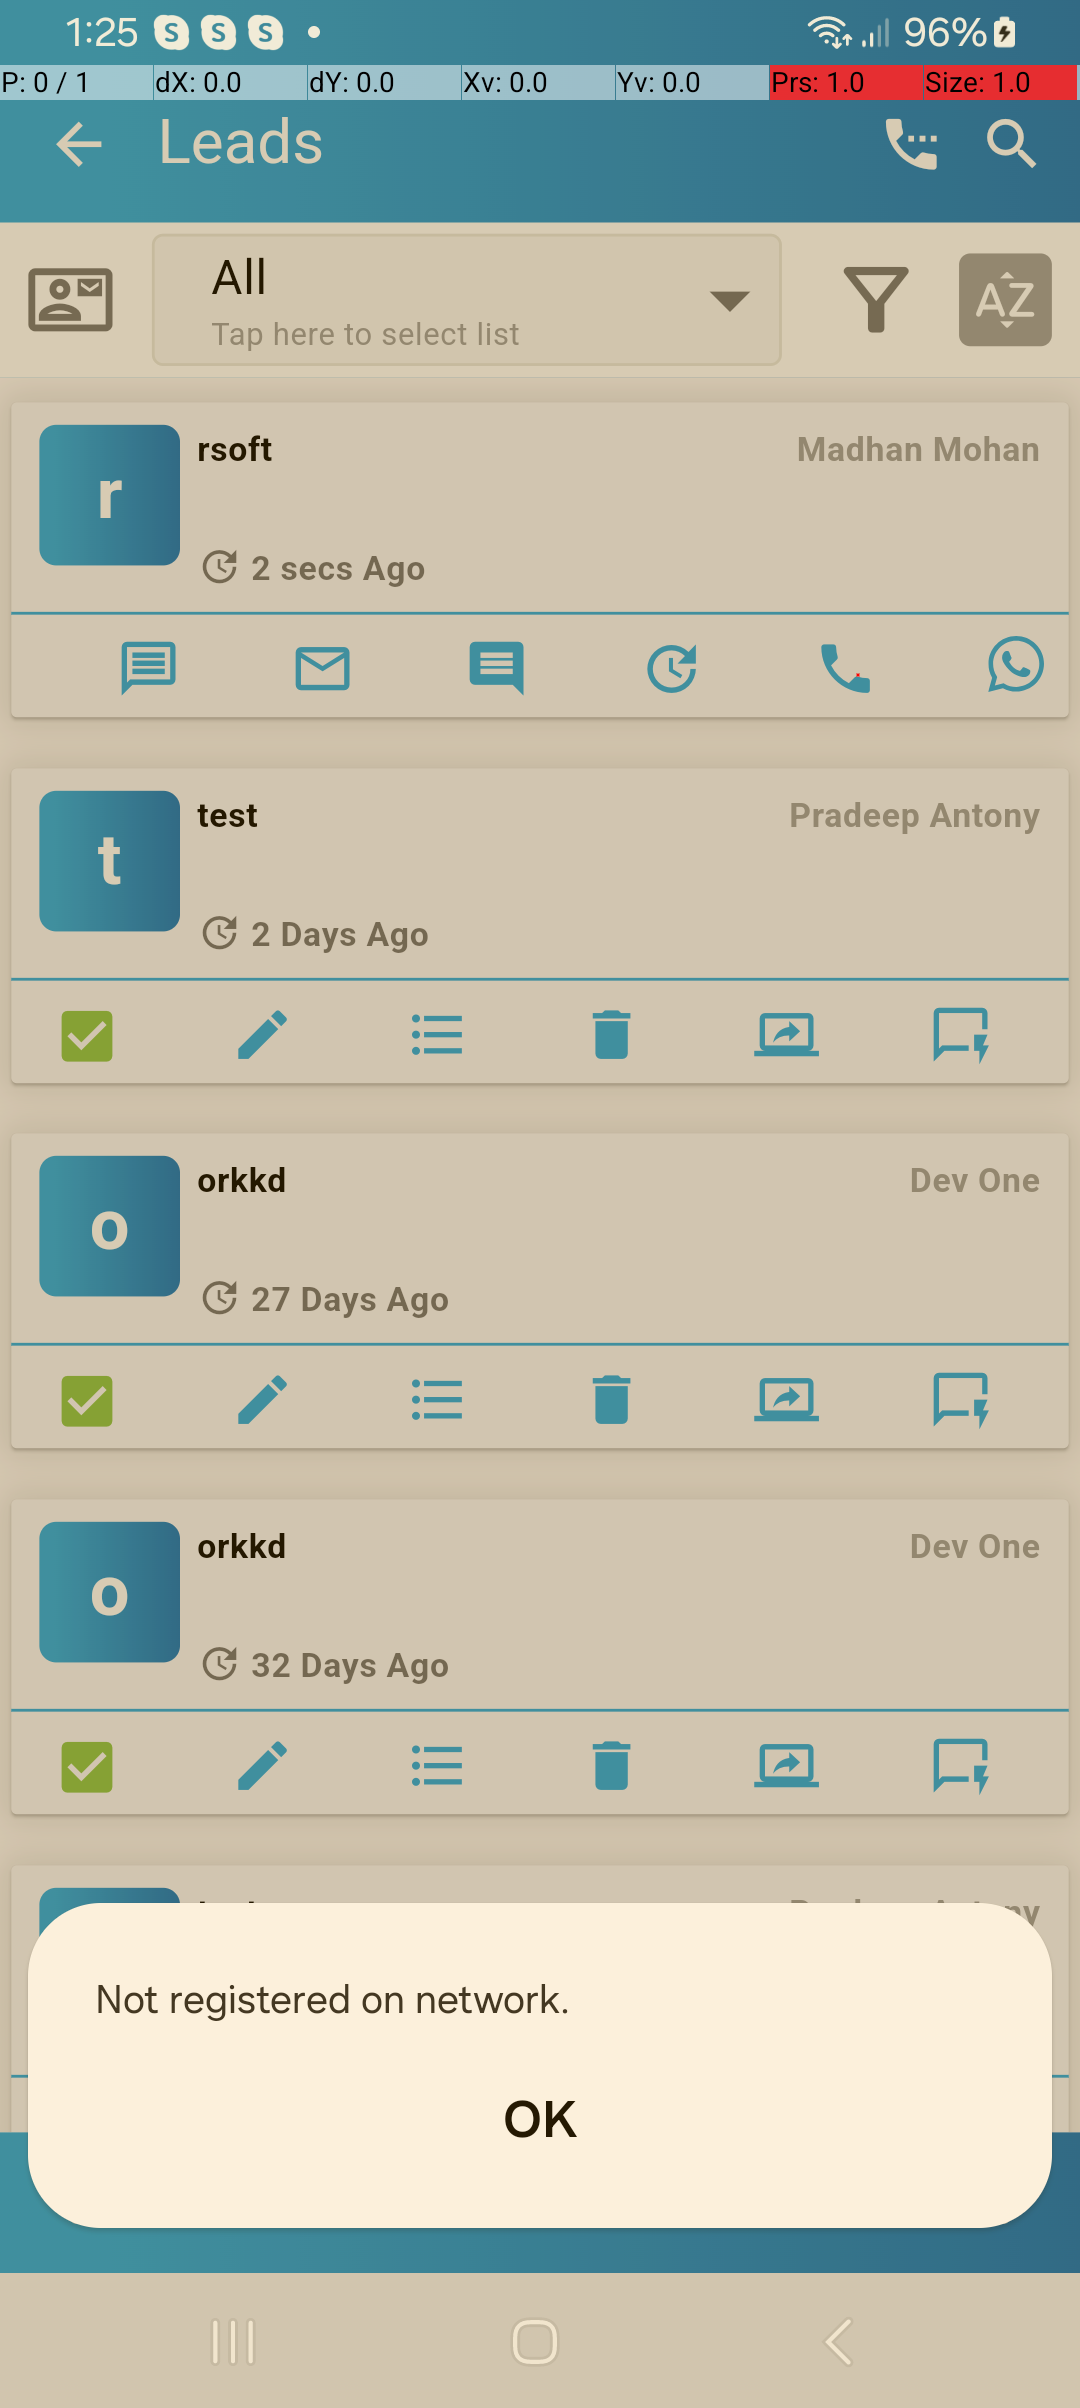 1:25 S S S 96%
P: 0 / 1 dX: 0.0 dY: 0.0 Xv: 0.0 Yv: 0.0 Prs: 1.0 Size: 1.0
Leads
All
Tap here to select list
AZ
r rsoft Madhan Mohan
2 secs Ago
t test Pradeep Antony
2 Days Ago
o orkkd Dev One
27 Days Ago
o orkkd Dev One
32 Days Ago
Not registered on network.
OK